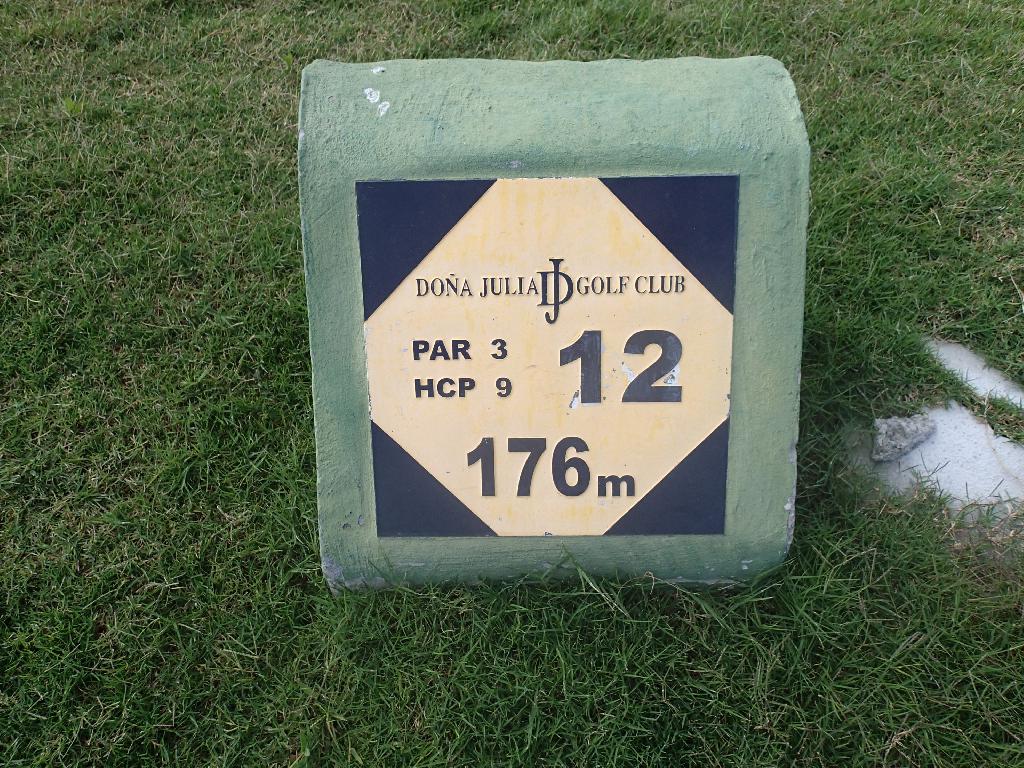 DOÑA JULIA DJ GOLF CLUB
PAR 3
HCP 9
12
176m